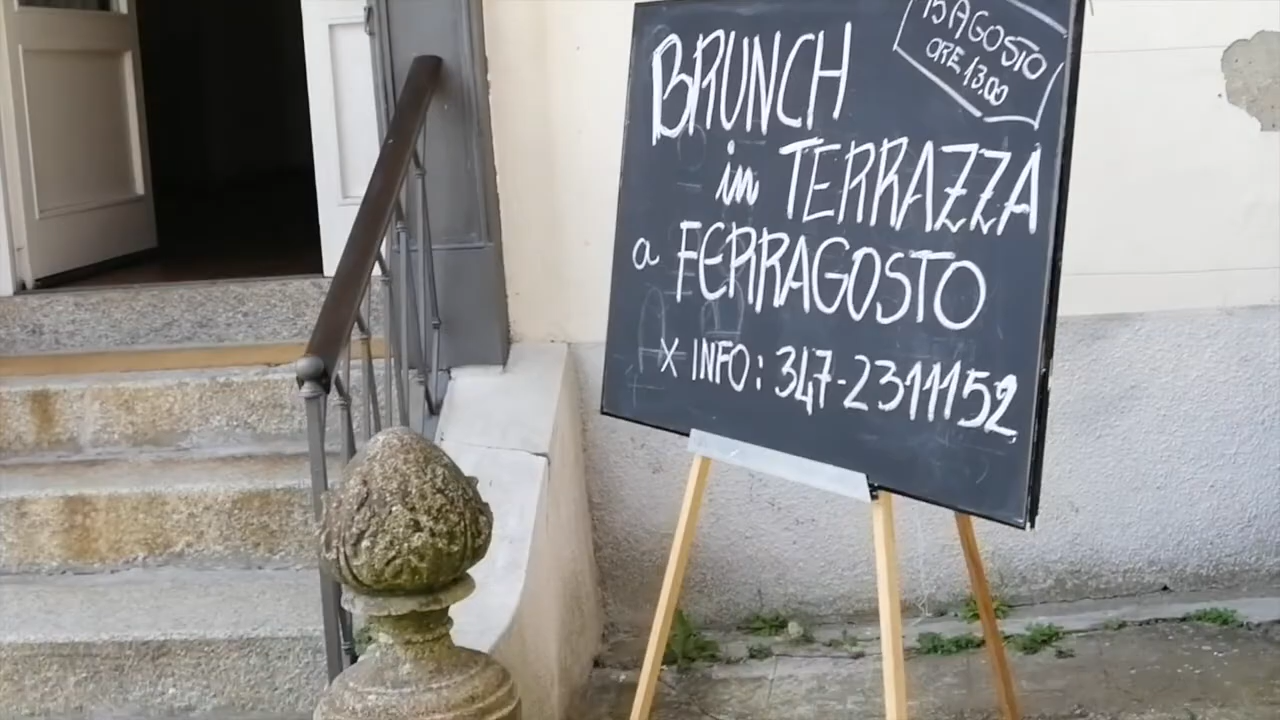 15 AGOSTO
ORE 13,00
BRUNCH
in TERRAZZA
a FERRAGOSTO
X INFO: 347-2311152